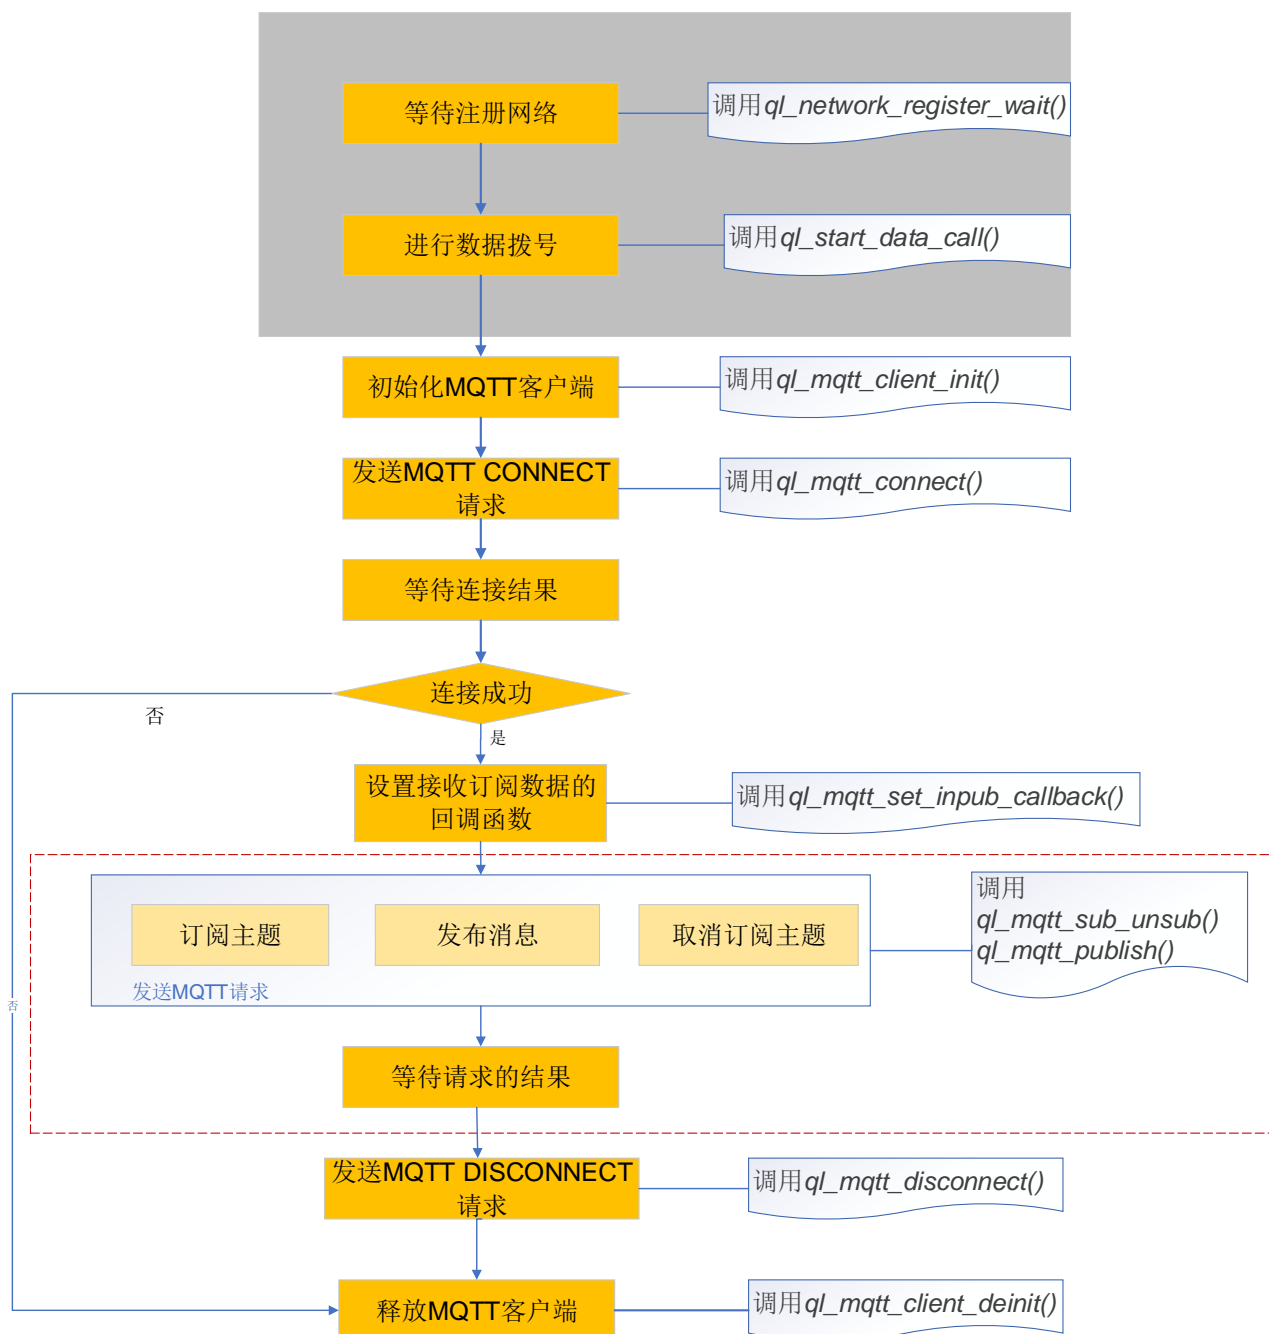 等待注册网络
调用ql_network_register_wait()
进行数据拨号
调用ql_start_data_call()
初始化MQTT客户端
调用ql_mqtt_client_init()
发送MQTT CONNECT
请求
调用ql_mqtt_connect()
等待连接结果
连接成功
否
是
设置接收订阅数据的
回调函数
调用ql_mqtt_set_inpub_callback()
订阅主题
发布消息
取消订阅主题
发送MQTT请求
调用
ql_mqtt_sub_unsub()
ql_mqtt_publish()
否
等待请求的结果
发送MQTT DISCONNECT
请求
调用ql_mqtt_disconnect()
释放MQTT客户端
调用ql_mqtt_client_deinit()